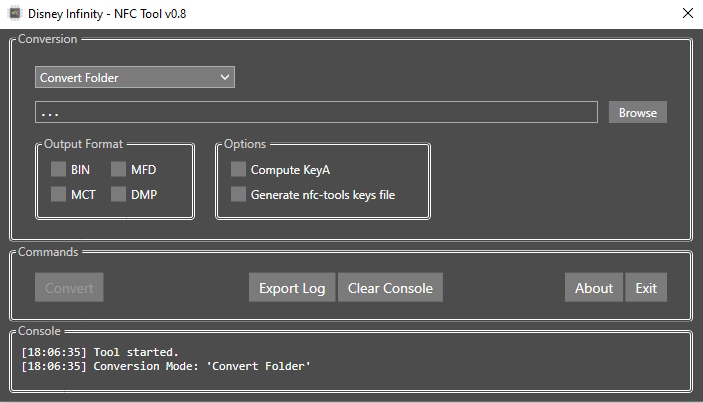 Disney Infinity - NFC Tool v0.8
Conversion
Convert Folder
...
Browse
Output Format
Options
BIN MFD
Compute KeyA
MCT DMP
Generate nfc-tools keys file
Commands
Convert Export Log Clear Console About Exit
Console
[18:06:35] Tool started.
[18:06:35] Conversion Mode: 'Convert Folder'